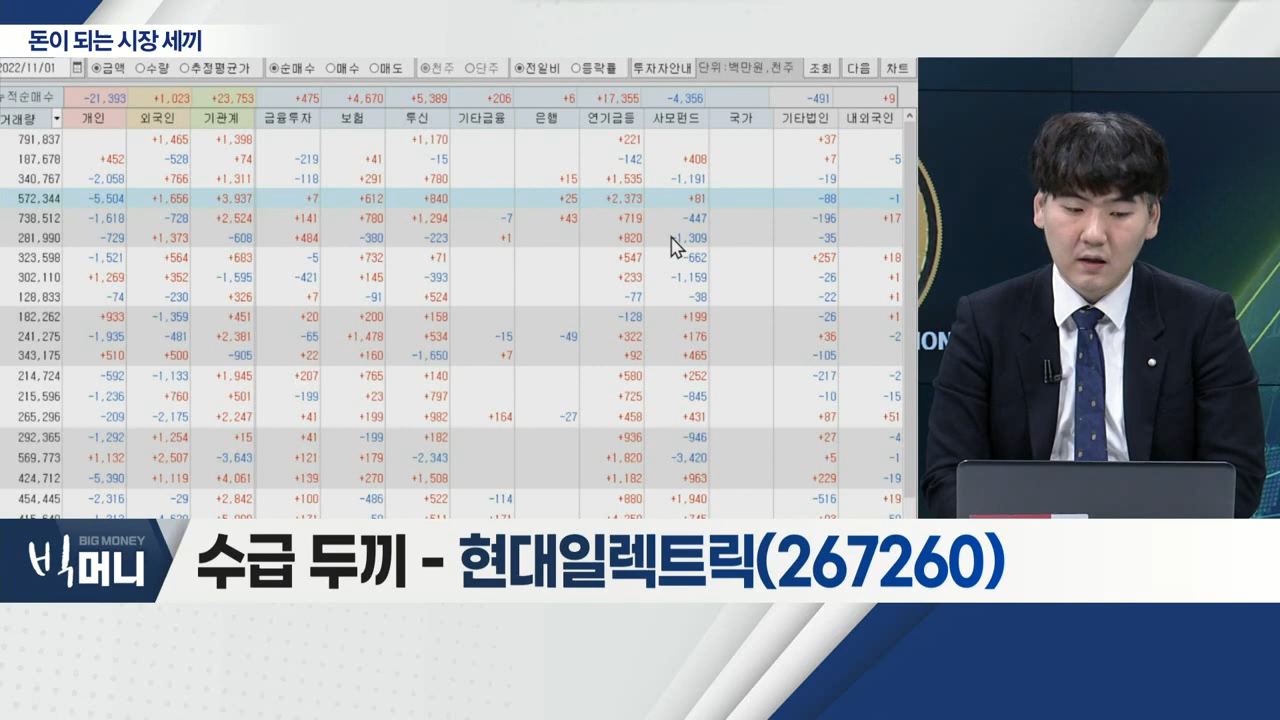 돈이 되는 시장 세끼
2022/11/01 금액 수량 추정평균가 순매수 매수 매도 천주 단주 전일비 등락률 투자자안내 단위:백만원,천주 조회 다음 차트
누적순매수 -21,393 +1,023 +23,753 +475 +4,670 +5,389 +206 +6 +17,355 -4,356 -491 +9
거래량 개인 외국인 기관계 금융투자 보험 투신 기타금융 은행 연기금등 사모펀드 국가 기타법인 내외국인
791,837 +1,465 +1,398 +1,170 +221 +37
187,678 +452 -528 +74 -219 +41 -15 -142 +408 +7 -5
340,767 -2,058 +766 +1,311 -118 +291 +780 +15 +1,535 -1,191 -19
572,344 -5,504 +1,656 +3,937 +7 +612 +840 +25 +2,373 +81 -88 -1
738,512 -1,618 -728 +2,524 +141 +780 +1,294 -7 +43 +719 -447 -196 +17
281,990 -729 +1,373 -608 +484 -380 -223 +1 +820 -1,309 -35
323,598 -1,521 +564 +683 -5 +732 +71 +547 -662 +257 +18
302,110 +1,269 +352 -1,595 -421 +145 -393 +233 -1,159 -26 +1
128,833 -74 -230 +326 +7 -91 +524 -77 -38 -22 +1
182,262 +933 -1,359 +451 +20 +200 +158 -128 +199 -26 +1
241,275 -1,935 -481 +2,381 -65 +1,478 +534 -15 -49 +322 +176 +36 -2
343,175 +510 +500 -905 +22 +160 -1,650 +7 +92 +465 -105
214,724 -592 -1,133 +1,945 +207 +765 +140 +580 +252 -217 -2
215,596 -1,236 +760 +501 -199 +23 +797 +725 -845 -10 -15
265,296 -209 -2,175 +2,247 +41 +199 +982 +164 -27 +458 +431 +87 +51
292,365 -1,292 +1,254 +15 +41 -199 +182 +936 -946 +27 -4
569,773 +1,132 +2,507 -3,643 +121 +179 -2,343 +1,820 -3,420 +5 -1
424,712 -5,390 +1,119 +4,061 +139 +270 +1,508 +1,182 +963 +229 -19
454,445 -2,316 -29 +2,842 +100 -486 +522 -114 +880 +1,940 -516 +19
ION
BIG MONEY
빅머니
수급 두끼 - 현대일렉트릭(267260)